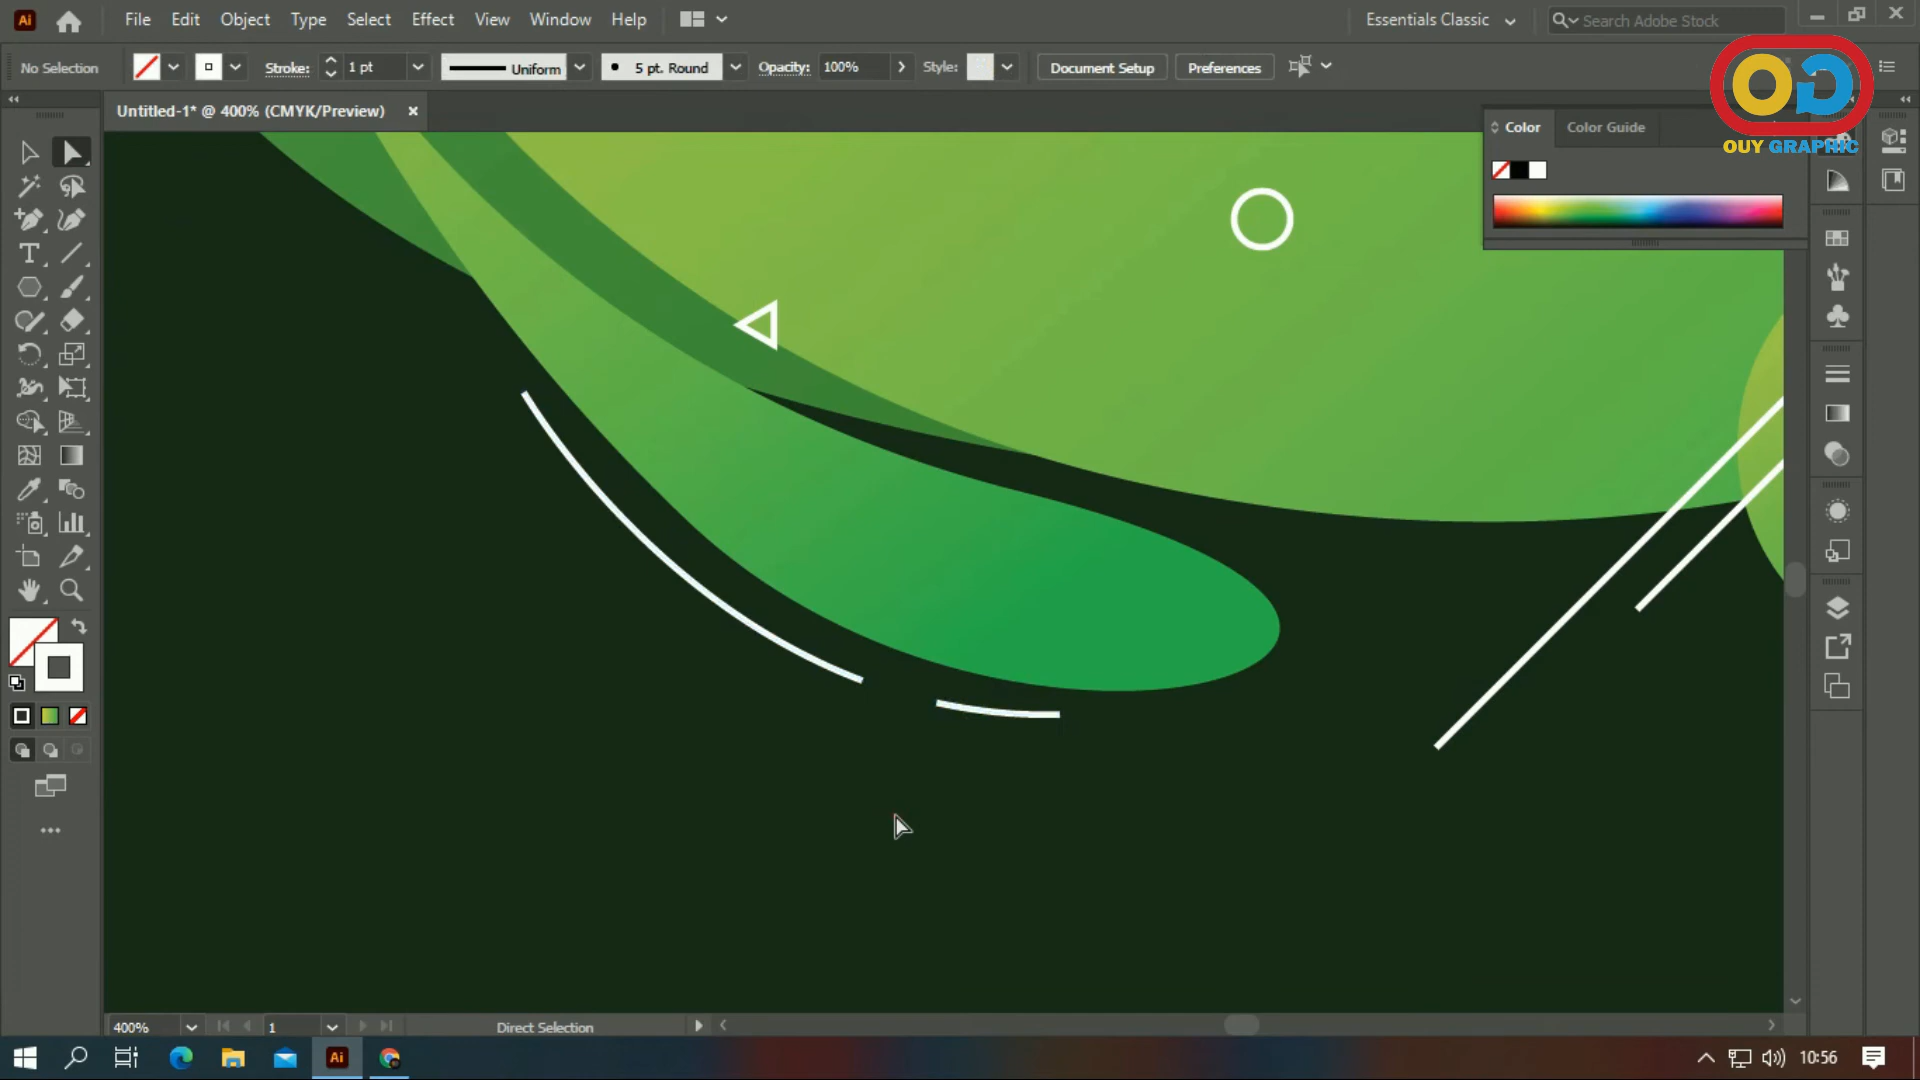 Ai File Edit Object Type Select Effect View Window Help Essentials Classic Search Adobe Stock
No Selection Stroke: 1 pt Uniform 5 pt. Round Opacity: 100% Style: Document Setup Preferences
OG
OUY GRAPHIC
Untitled-1* @ 400% (CMYK/Preview)
Color Color Guide
T
400% 1 Direct Selection
Ai 10:56